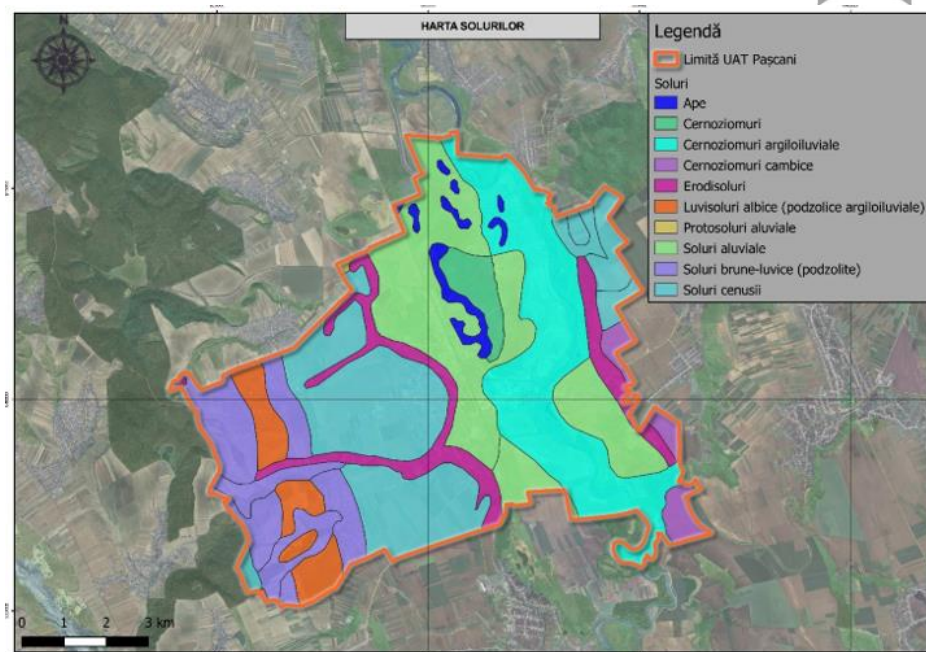 HARTA SOLURILOR
N
Legendă
Limită UAT Pașcani
Soluri
Ape
Cernoziomuri
Cernoziomuri argiloiluviale
Cernoziomuri cambice
Erodisoluri
Luvisoluri albice (podzolice argiloiluviale)
Protosoluri aluviale
Soluri aluviale
Soluri brune-luvice (podzolite)
Soluri cenusii
0 1 2 3 km